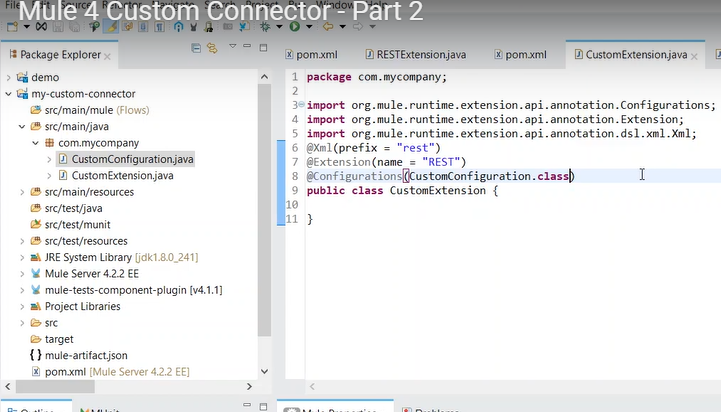 Mule 4 Custom Connector - Part 2
Package Explorer
pom.xml
RESTExtension.java
pom.xml
CustomExtension.java
demo
my-custom-connector
src/main/mule (Flows)
src/main/java
com.mycompany
CustomConfiguration.java
CustomExtension.java
src/main/resources
src/test/java
src/test/munit
src/test/resources
JRE System Library [jdk1.8.0_241]
Mule Server 4.2.2 EE
mule-tests-component-plugin [v4.1.1]
Project Libraries
src
target
mule-artifact.json
pom.xml [Mule Server 4.2.2 EE]
1 package com.mycompany;
2
3 import org.mule.runtime.extension.api.annotation.Configurations;
4 import org.mule.runtime.extension.api.annotation.Extension;
5 import org.mule.runtime.extension.api.annotation.dsl.xml.Xml;
6 @Xml(prefix = "rest")
7 @Extension(name = "REST")
8 @Configurations(CustomConfiguration.class)
9 public class CustomExtension {
10
11 }